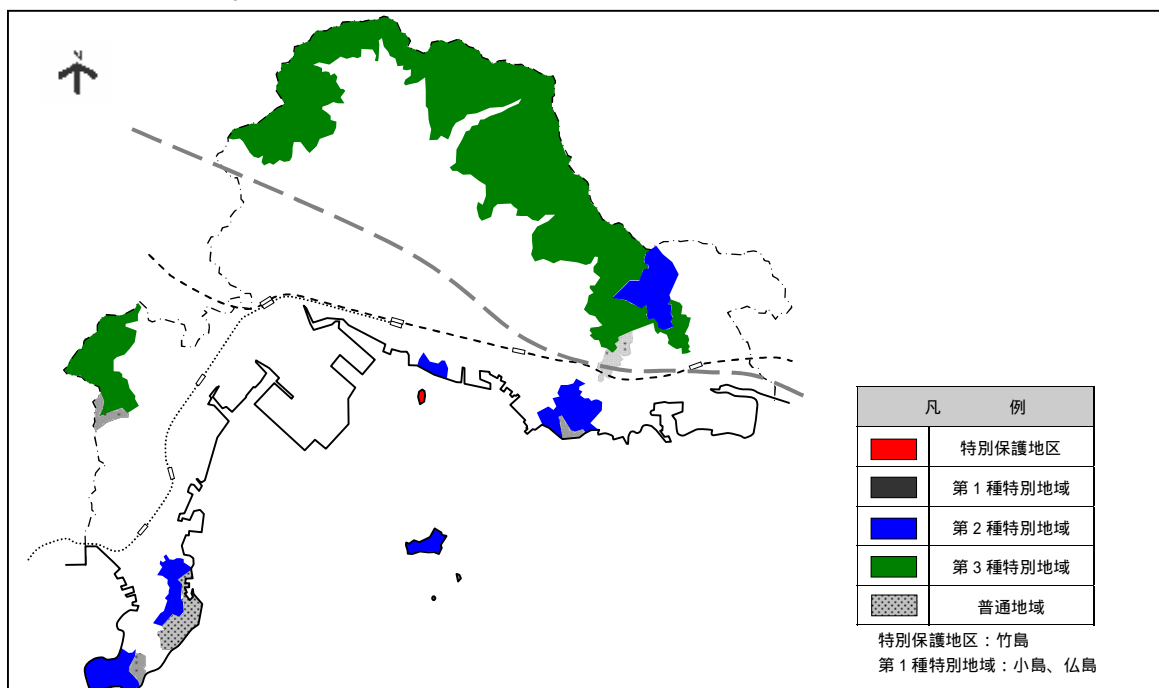 N
凡 例
特別保護地区
第1種特別地域
第2種特別地域
第3種特別地域
普通地域
特別保護地区：竹島
第1種特別地域：小島、仏島